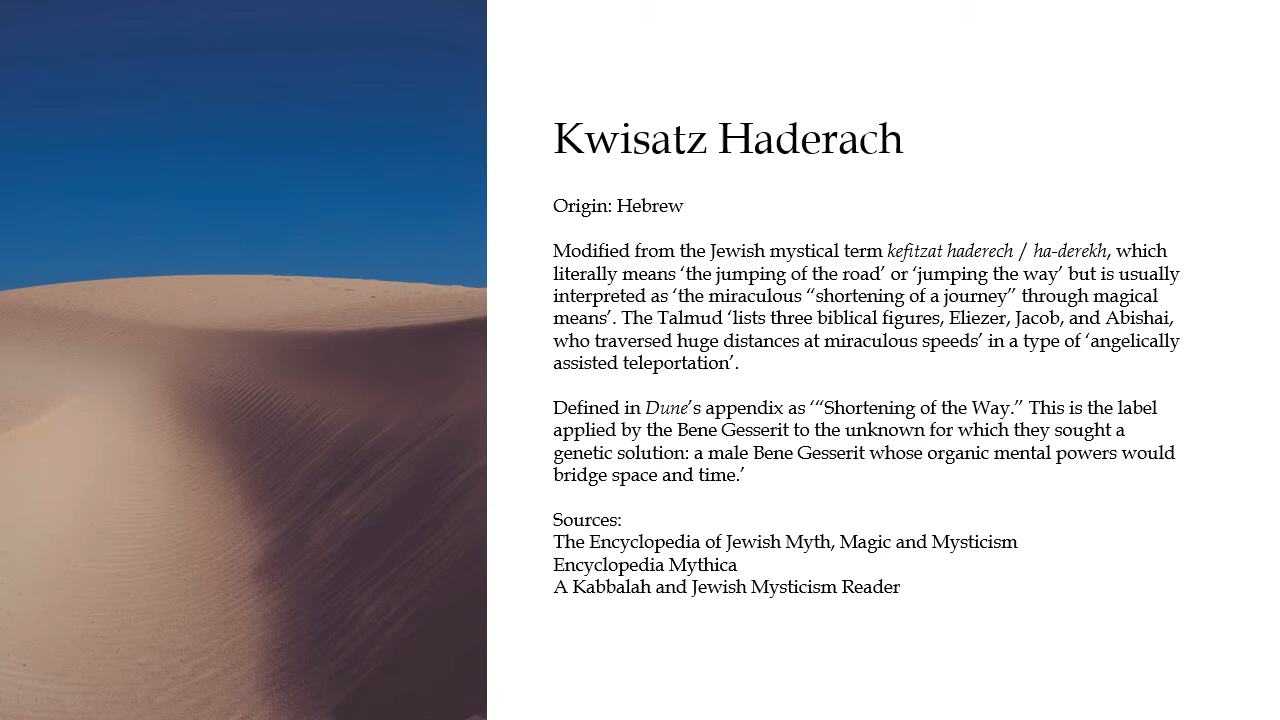 Kwisatz Haderach
Origin: Hebrew
Modified from the Jewish mystical term kefitzat haderech / ha-derekh, which
literally means ‘the jumping of the road’ or ‘jumping the way’ but is usually
interpreted as ‘the miraculous “shortening of a journey” through magical
means’. The Talmud ‘lists three biblical figures, Eliezer, Jacob, and Abishai,
who traversed huge distances at miraculous speeds’ in a type of ‘angelically
assisted teleportation’.
Defined in Dune’s appendix as ‘“Shortening of the Way.” This is the label
applied by the Bene Gesserit to the unknown for which they sought a
genetic solution: a male Bene Gesserit whose organic mental powers would
bridge space and time.’
Sources:
The Encyclopedia of Jewish Myth, Magic and Mysticism
Encyclopedia Mythica
A Kabbalah and Jewish Mysticism Reader